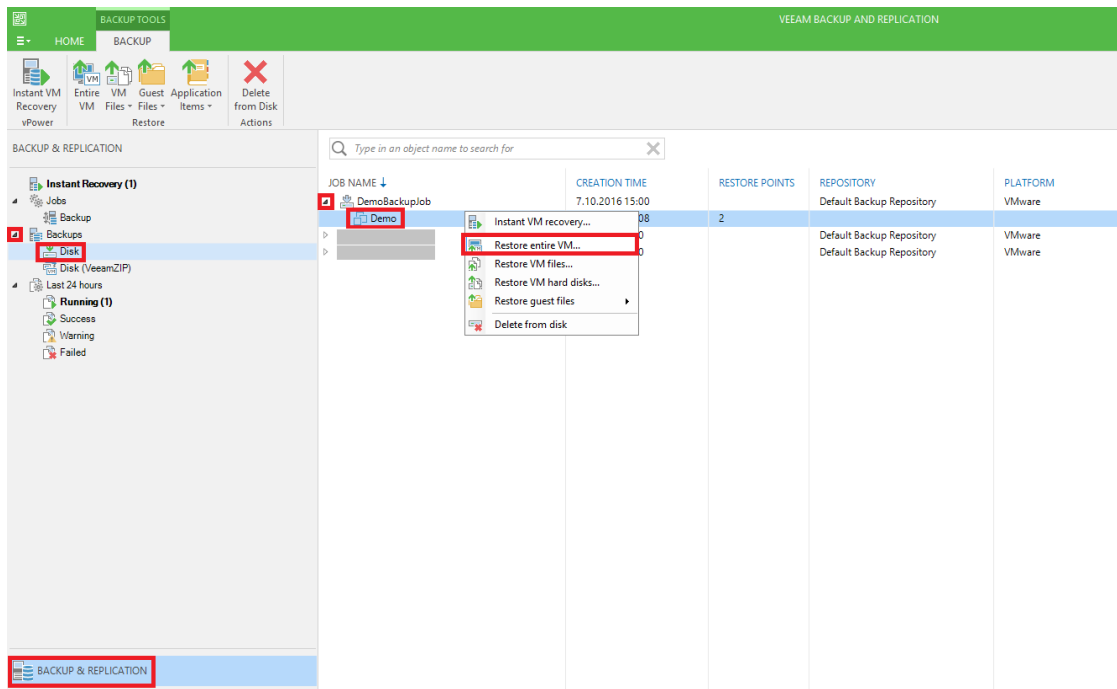 BACKUP TOOLS
VEEAM BACKUP AND REPLICATION
HOME BACKUP
Instant VM Recovery
Entire VM
VM Files
Guest Files
Application Items
Delete from Disk
vPower Restore Actions
BACKUP & REPLICATION
Instant Recovery (1)
Jobs
Backup
Backups
Disk
Disk (VeeamZIP)
Last 24 hours
Running (1)
Success
Warning
Failed
BACKUP & REPLICATION
Type in an object name to search for
JOB NAME CREATION TIME RESTORE POINTS REPOSITORY PLATFORM
DemoBackupJob 7.10.2016 15:00 Default Backup Repository VMware
Demo 08 2
0 Default Backup Repository VMware
0 Default Backup Repository VMware
Instant VM recovery...
Restore entire VM...
Restore VM files...
Restore VM hard disks...
Restore guest files
Delete from disk